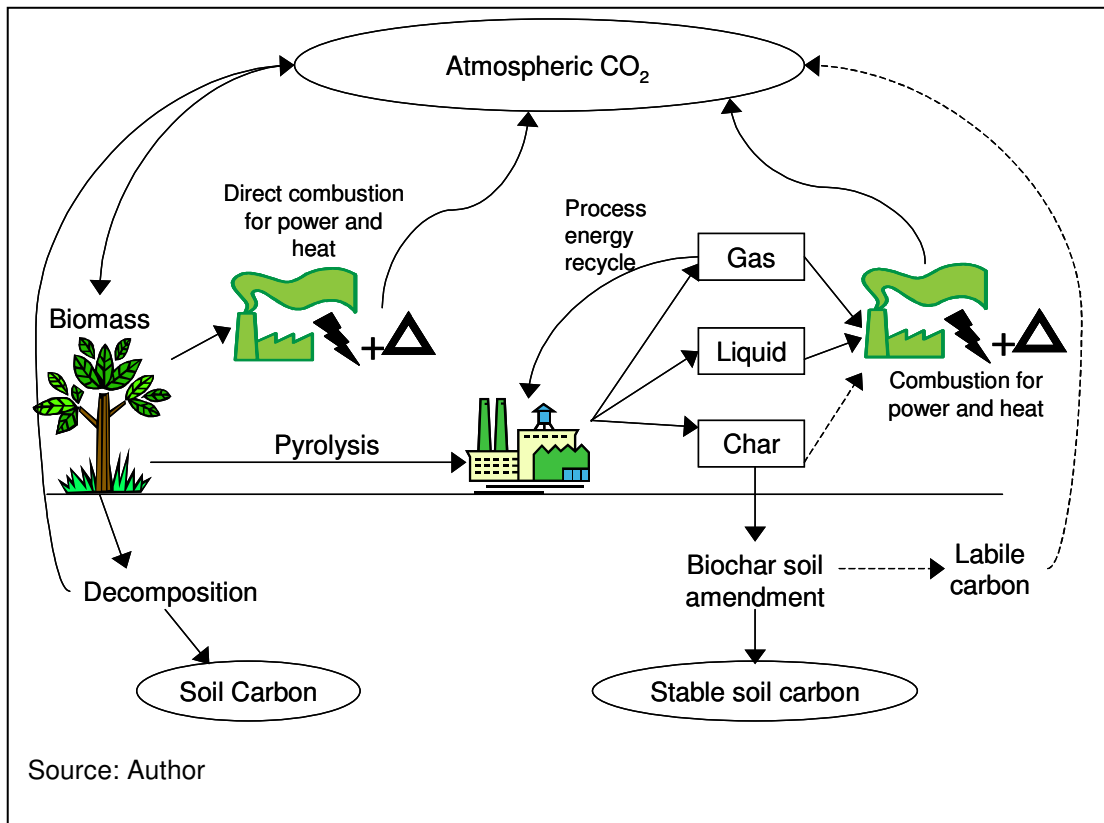 Atmospheric CO₂
Direct combustion
for power and
heat
Process
energy
recycle
Gas
Biomass
+
+
Liquid
Combustion for
power and heat
Char
Pyrolysis
Decomposition
Biochar soil
amendment
Labile
carbon
Soil Carbon
Stable soil carbon
Source: Author